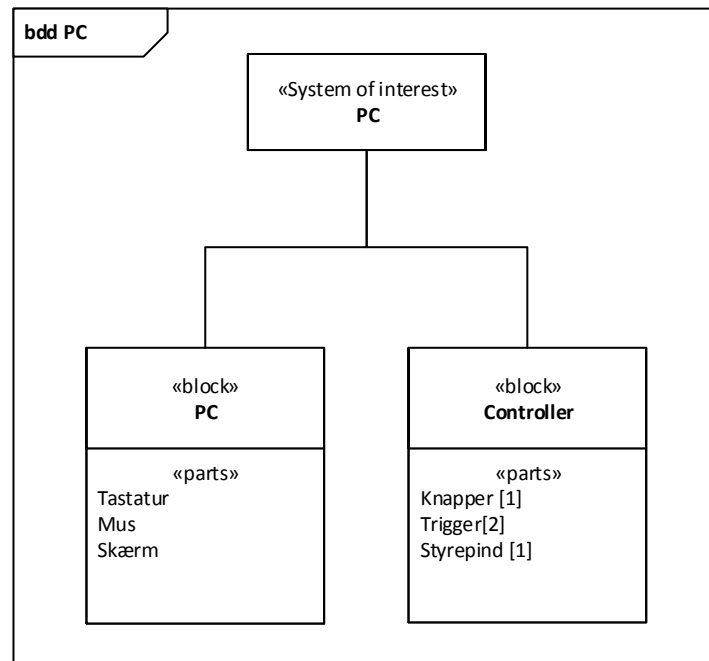 bdd PC
«System of interest»
PC
«block»
PC
«parts»
Tastatur
Mus
Skærm
«block»
Controller
«parts»
Knapper [1]
Trigger[2]
Styrepind [1]